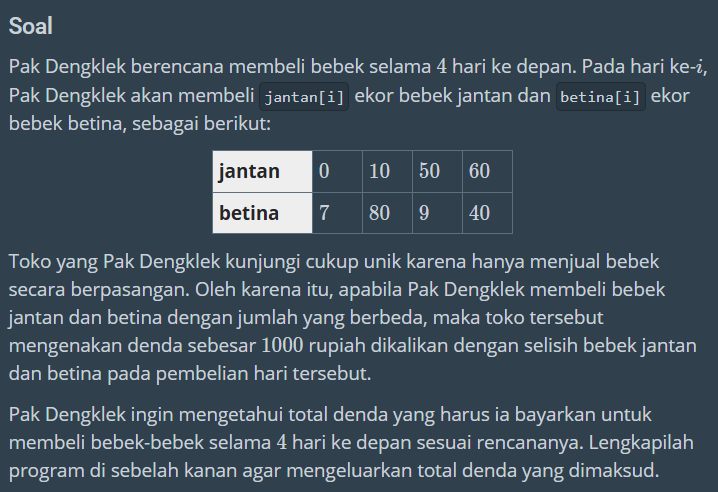 Soal
Pak Dengklek berencana membeli bebek selama 4 hari ke depan. Pada hari ke-i,
Pak Dengklek akan membeli jantan[i] ekor bebek jantan dan betina[i] ekor
bebek betina, sebagai berikut:
jantan 0 10 50 60
betina 7 80 9 40
Toko yang Pak Dengklek kunjungi cukup unik karena hanya menjual bebek
secara berpasangan. Oleh karena itu, apabila Pak Dengklek membeli bebek
jantan dan betina dengan jumlah yang berbeda, maka toko tersebut
mengenakan denda sebesar 1000 rupiah dikalikan dengan selisih bebek jantan
dan betina pada pembelian hari tersebut.
Pak Dengklek ingin mengetahui total denda yang harus ia bayarkan untuk
membeli bebek-bebek selama 4 hari ke depan sesuai rencananya. Lengkapilah
program di sebelah kanan agar mengeluarkan total denda yang dimaksud.